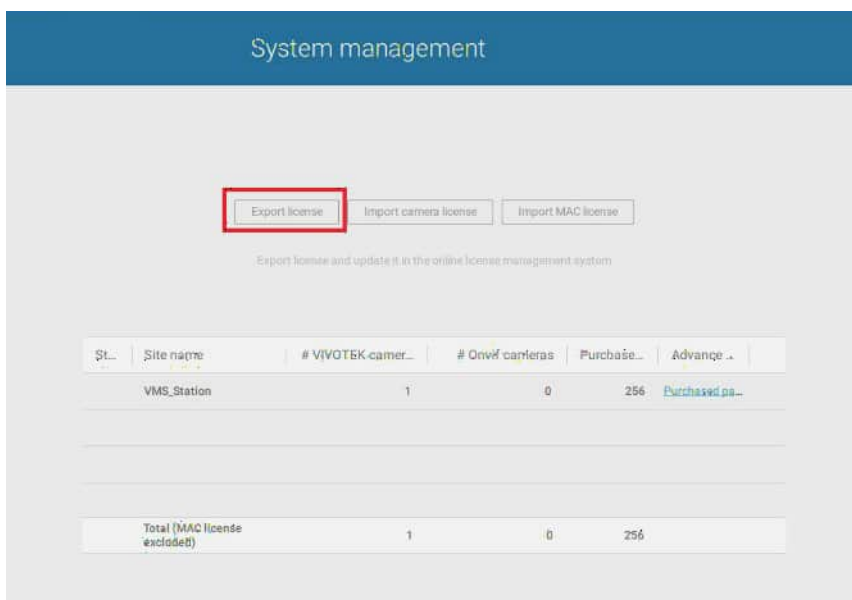 System management
Export license Import camera license Import MAC license
Export license and update it in the online license management system
St... Site name # VIVOTEK camer... # Onvif cameras Purchase... Advance ...
VMS_Station 1 0 256 Purchased pa...
Total (MAC license
excluded) 1 0 256